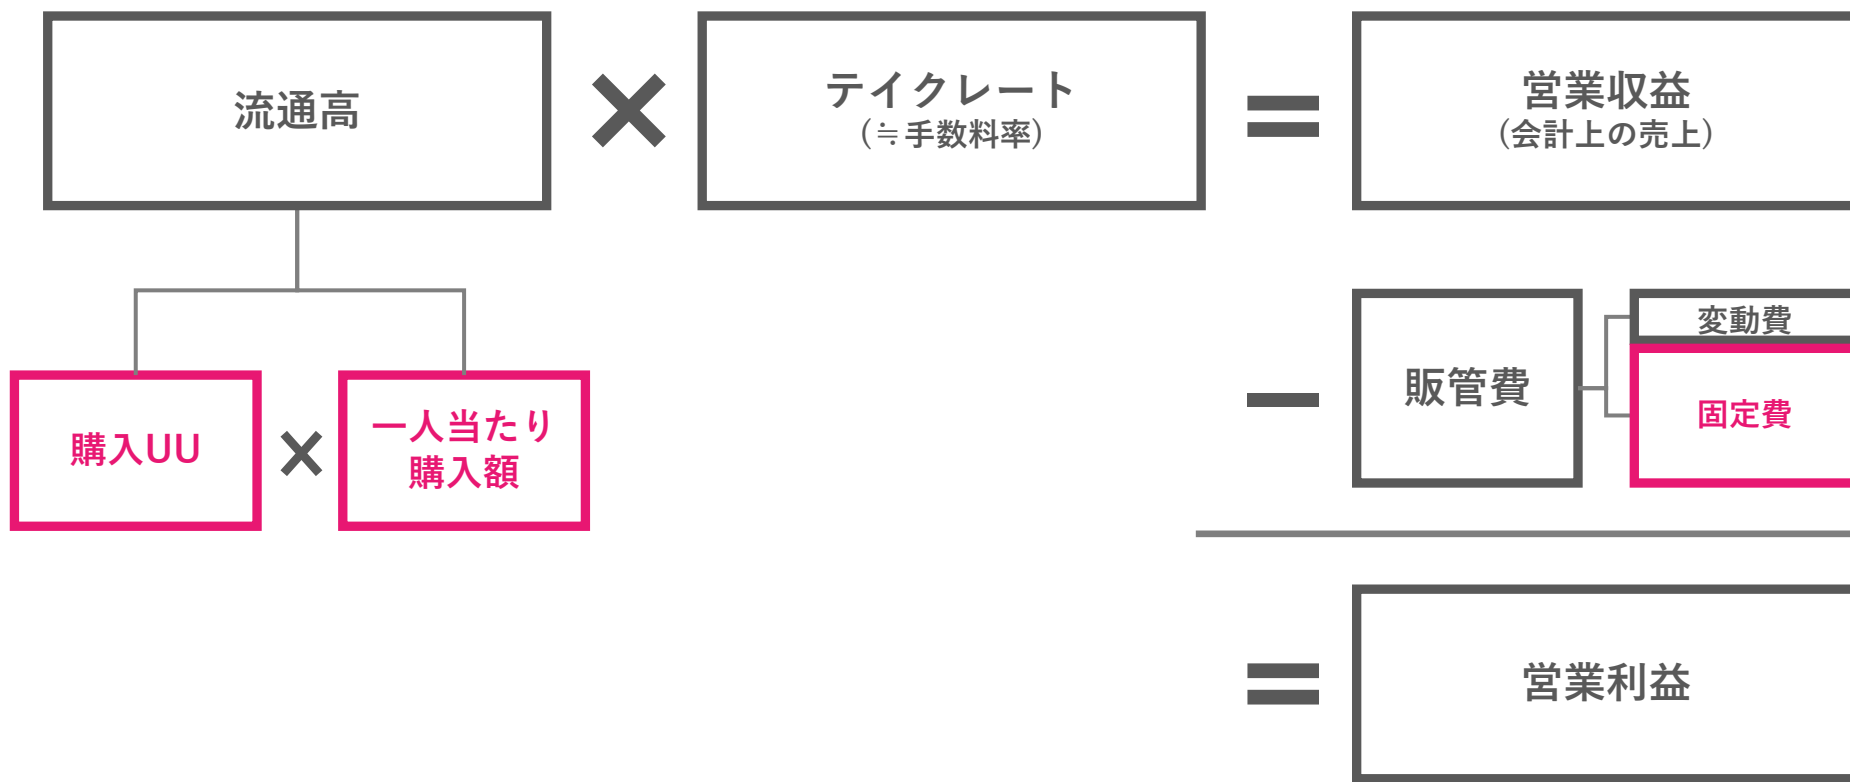 流通高
テイクレート
(≒手数料率)
営業収益
(会計上の売上)
購入UU
一人当たり
購入額
販管費
変動費
固定費
営業利益